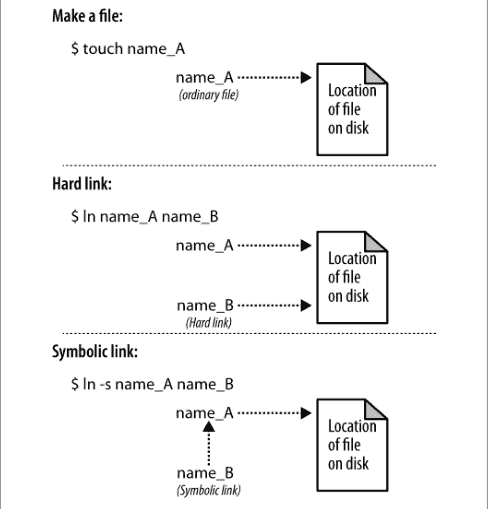 Make a file:
$ touch name_A
name_A
(ordinary file)
Location
of file
on disk
Hard link:
$ ln name_A name_B
name_A
name_B
(Hard link)
Location
of file
on disk
Symbolic link:
$ ln -s name_A name_B
name_A
name_B
(Symbolic link)
Location
of file
on disk